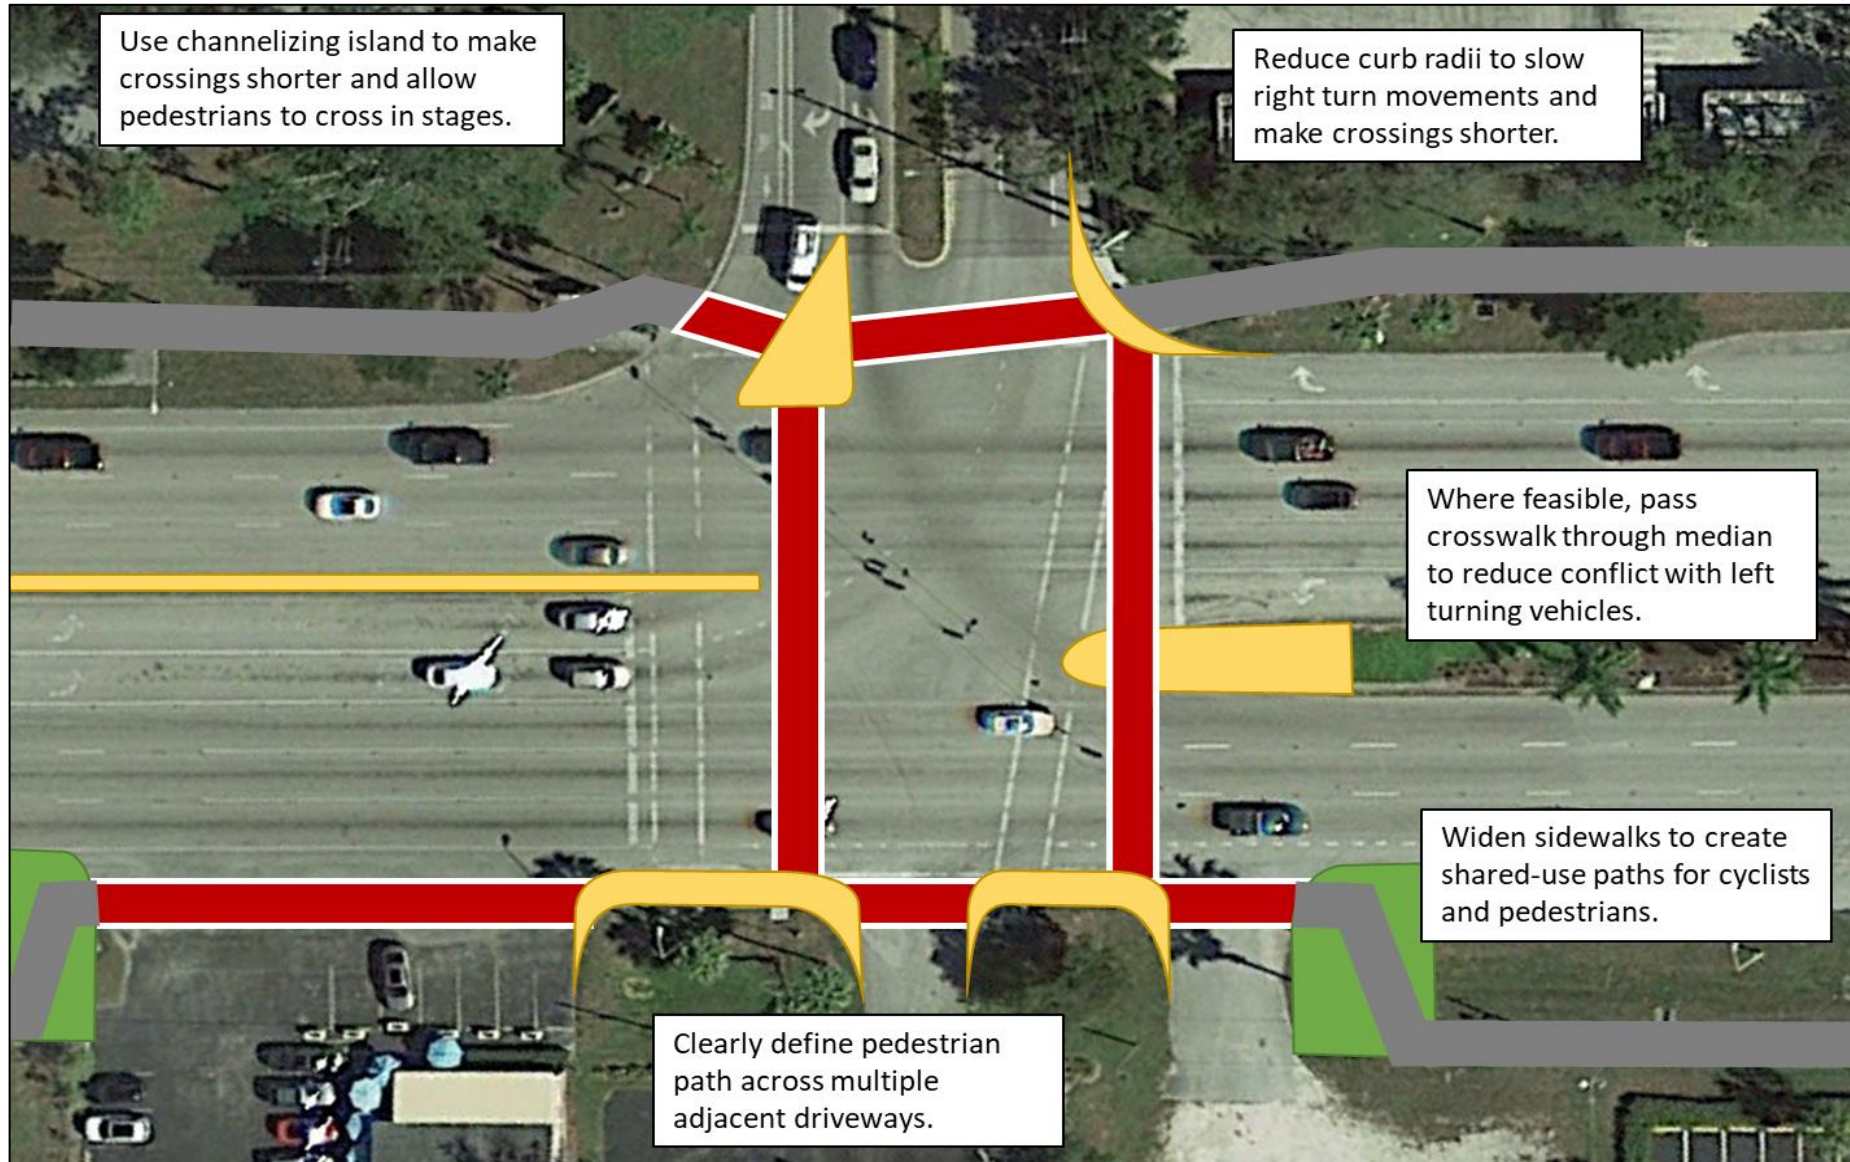 Use channelizing island to make
crossings shorter and allow
pedestrians to cross in stages.
Reduce curb radii to slow
right turn movements and
make crossings shorter.
Where feasible, pass
crosswalk through median
to reduce conflict with left
turning vehicles.
Widen sidewalks to create
shared-use paths for cyclists
and pedestrians.
Clearly define pedestrian
path across multiple
adjacent driveways.